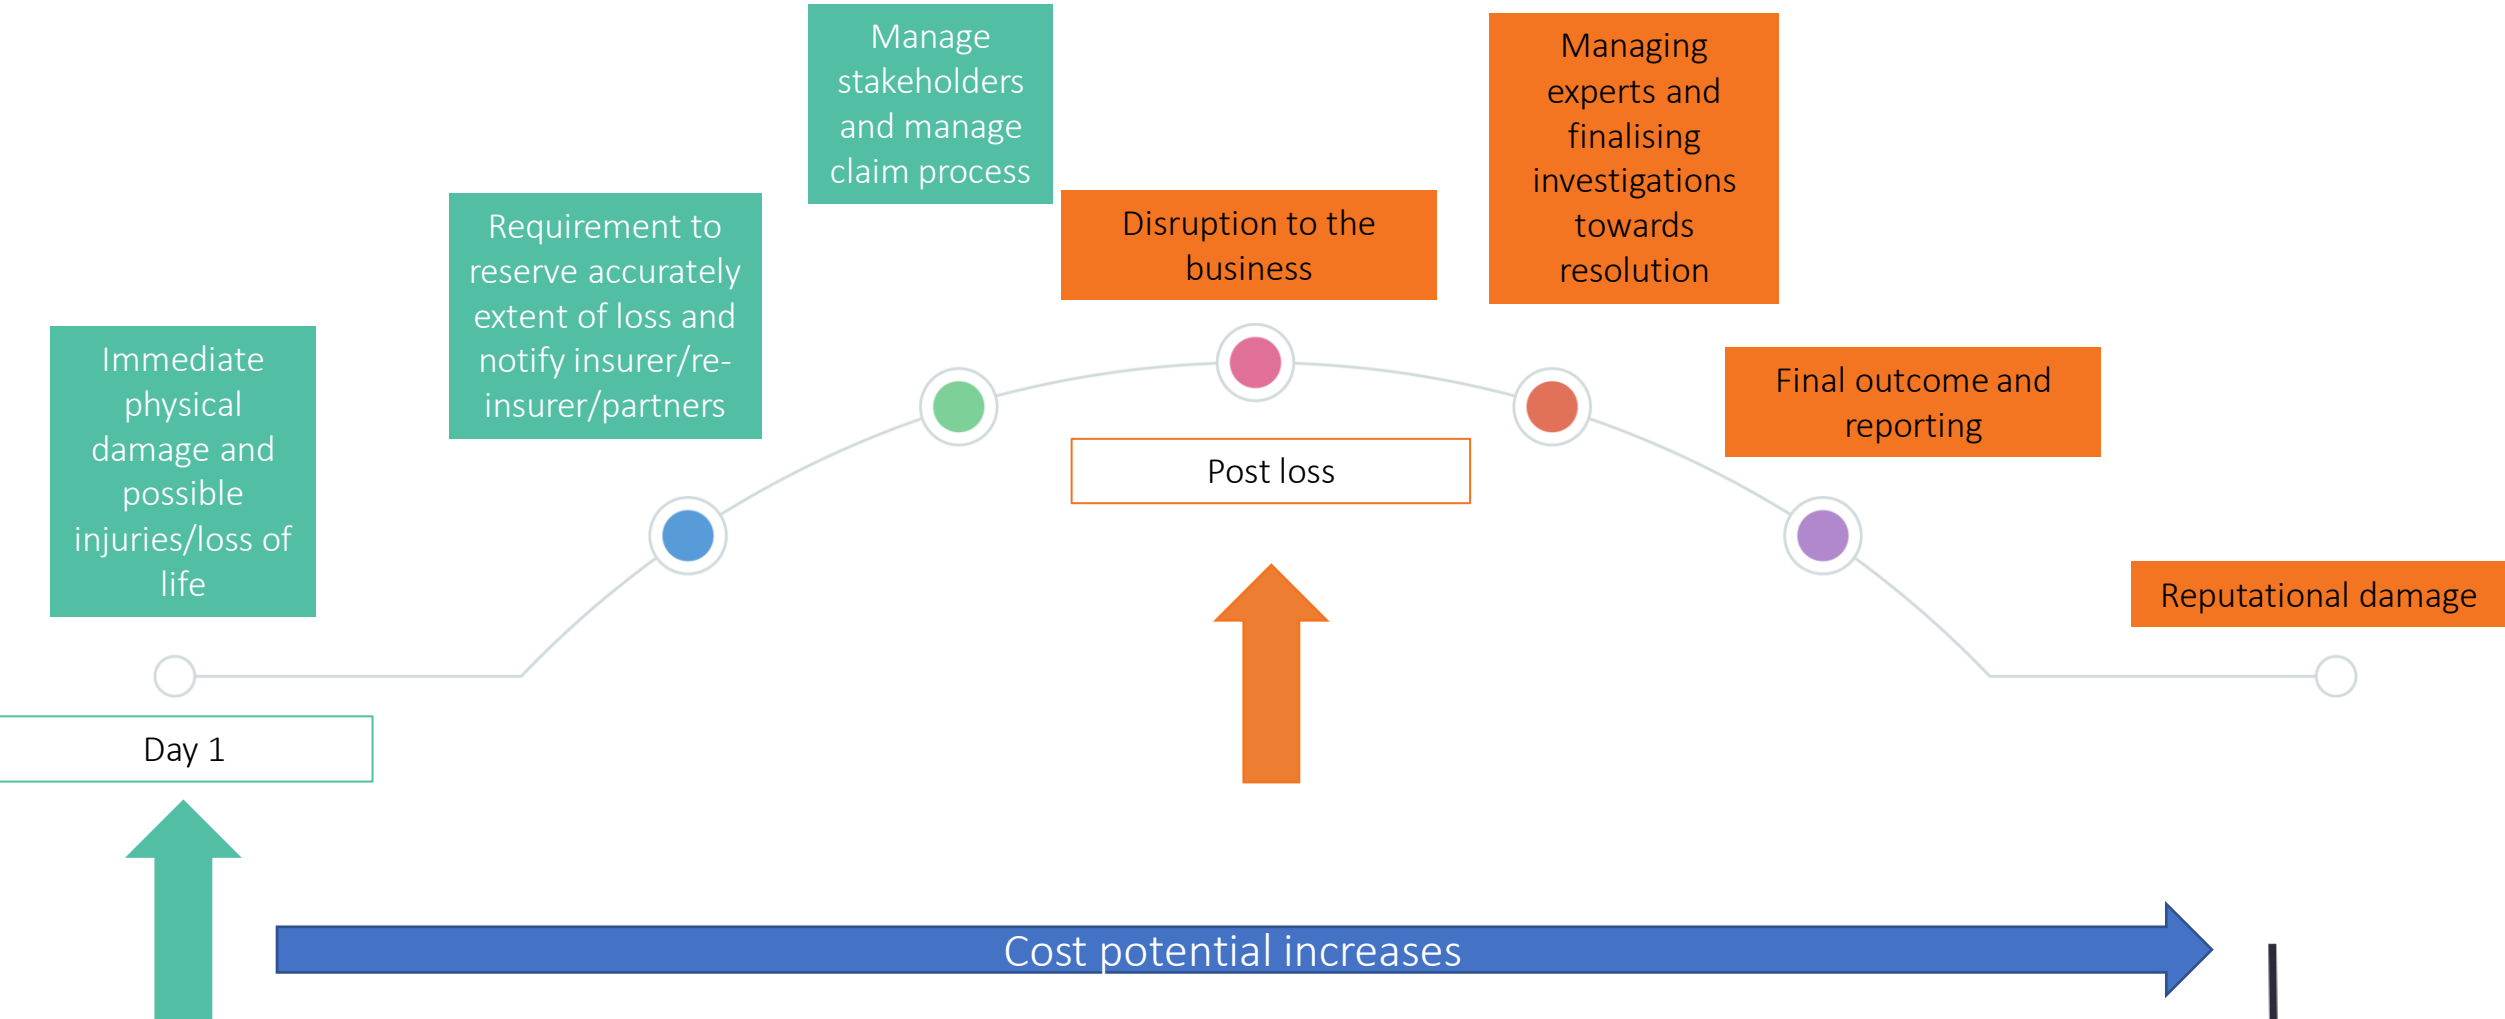 Manage
stakeholders
and manage
claim process
Managing
experts and
finalising
investigations
towards
resolution
Requirement to
reserve accurately
extent of loss and
notify insurer/re-
insurer/partners
Disruption to the
business
Immediate
physical
damage and
possible
injuries/loss of
life
Final outcome and
reporting
Post loss
Reputational damage
Day 1
Cost potential increases